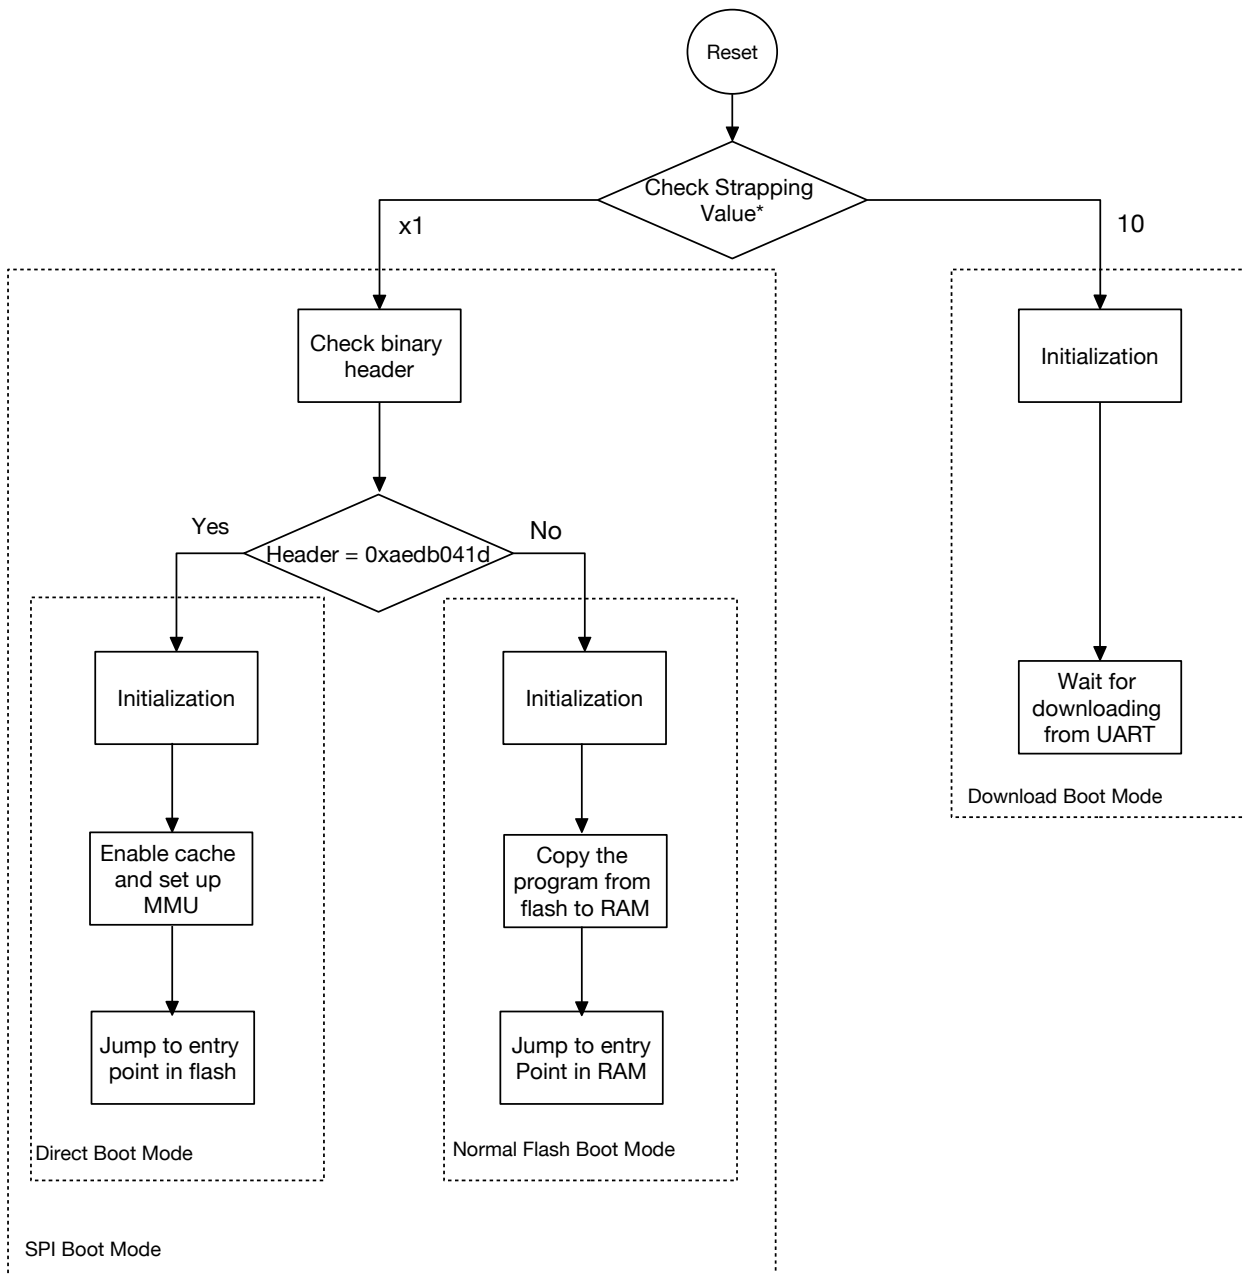 Reset
Check Strapping
Value*
x1
10
Check binary
header
Initialization
Yes
No
Header = 0xaedb041d
Initialization
Initialization
Wait for
downloading
from UART
Download Boot Mode
Enable cache
and set up
MMU
Copy the
program from
flash to RAM
Jump to entry
point in flash
Jump to entry
Point in RAM
Direct Boot Mode
Normal Flash Boot Mode
SPI Boot Mode